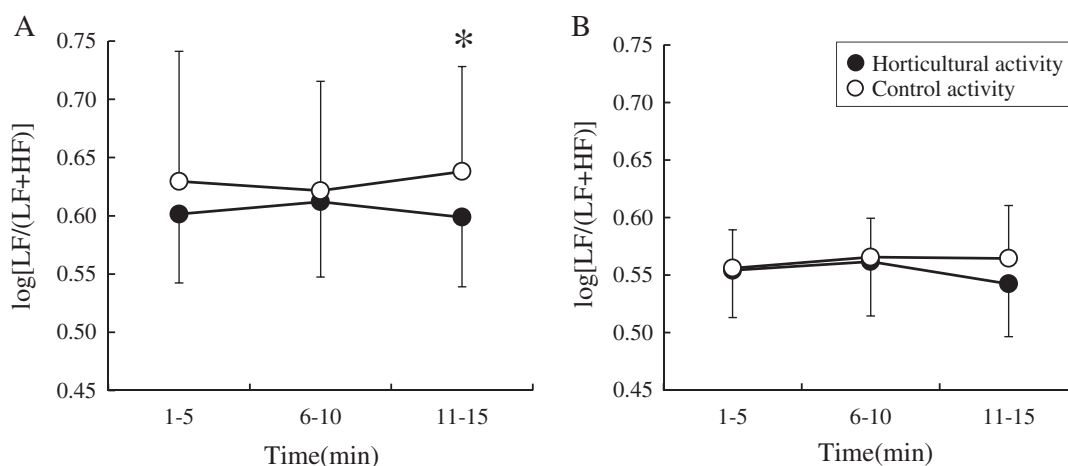 A
*
log[LF/(LF+HF)]
0.75
0.70
0.65
0.60
0.55
0.50
0.45
1-5
6-10
11-15
Time(min)
B
Horticultural activity
Control activity
log[LF/(LF+HF)]
0.75
0.70
0.65
0.60
0.55
0.50
0.45
1-5
6-10
11-15
Time(min)